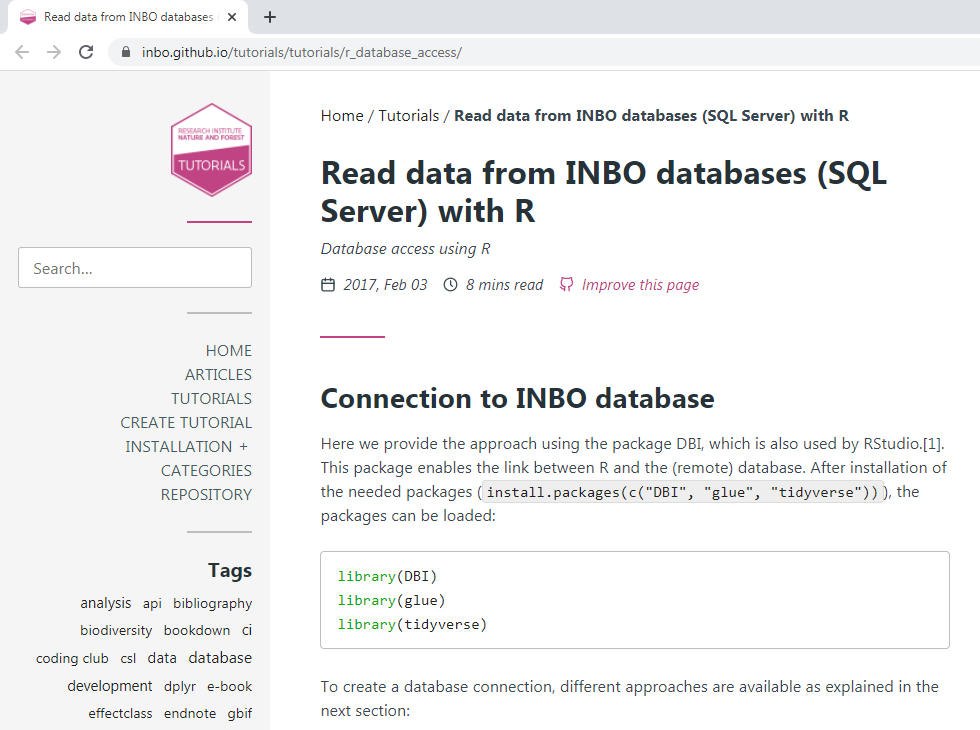 Read data from INBO databases
inbo.github.io/tutorials/tutorials/r_database_access/
RESEARCH INSTITUTE
NATURE AND FOREST
TUTORIALS
Search...
HOME
ARTICLES
TUTORIALS
CREATE TUTORIAL
INSTALLATION +
CATEGORIES
REPOSITORY
Tags
analysis api bibliography
biodiversity bookdown ci
coding club csl data database
development dplyr e-book
effectclass endnote gbif
Home / Tutorials / Read data from INBO databases (SQL Server) with R
Read data from INBO databases (SQL
Server) with R
Database access using R
2017, Feb 03 8 mins read Improve this page
Connection to INBO database
Here we provide the approach using the package DBI, which is also used by RStudio.[1].
This package enables the link between R and the (remote) database. After installation of
the needed packages (install.packages(c("DBI", "glue", "tidyverse"))), the
packages can be loaded:
library(DBI)
library(glue)
library(tidyverse)
To create a database connection, different approaches are available as explained in the
next section: